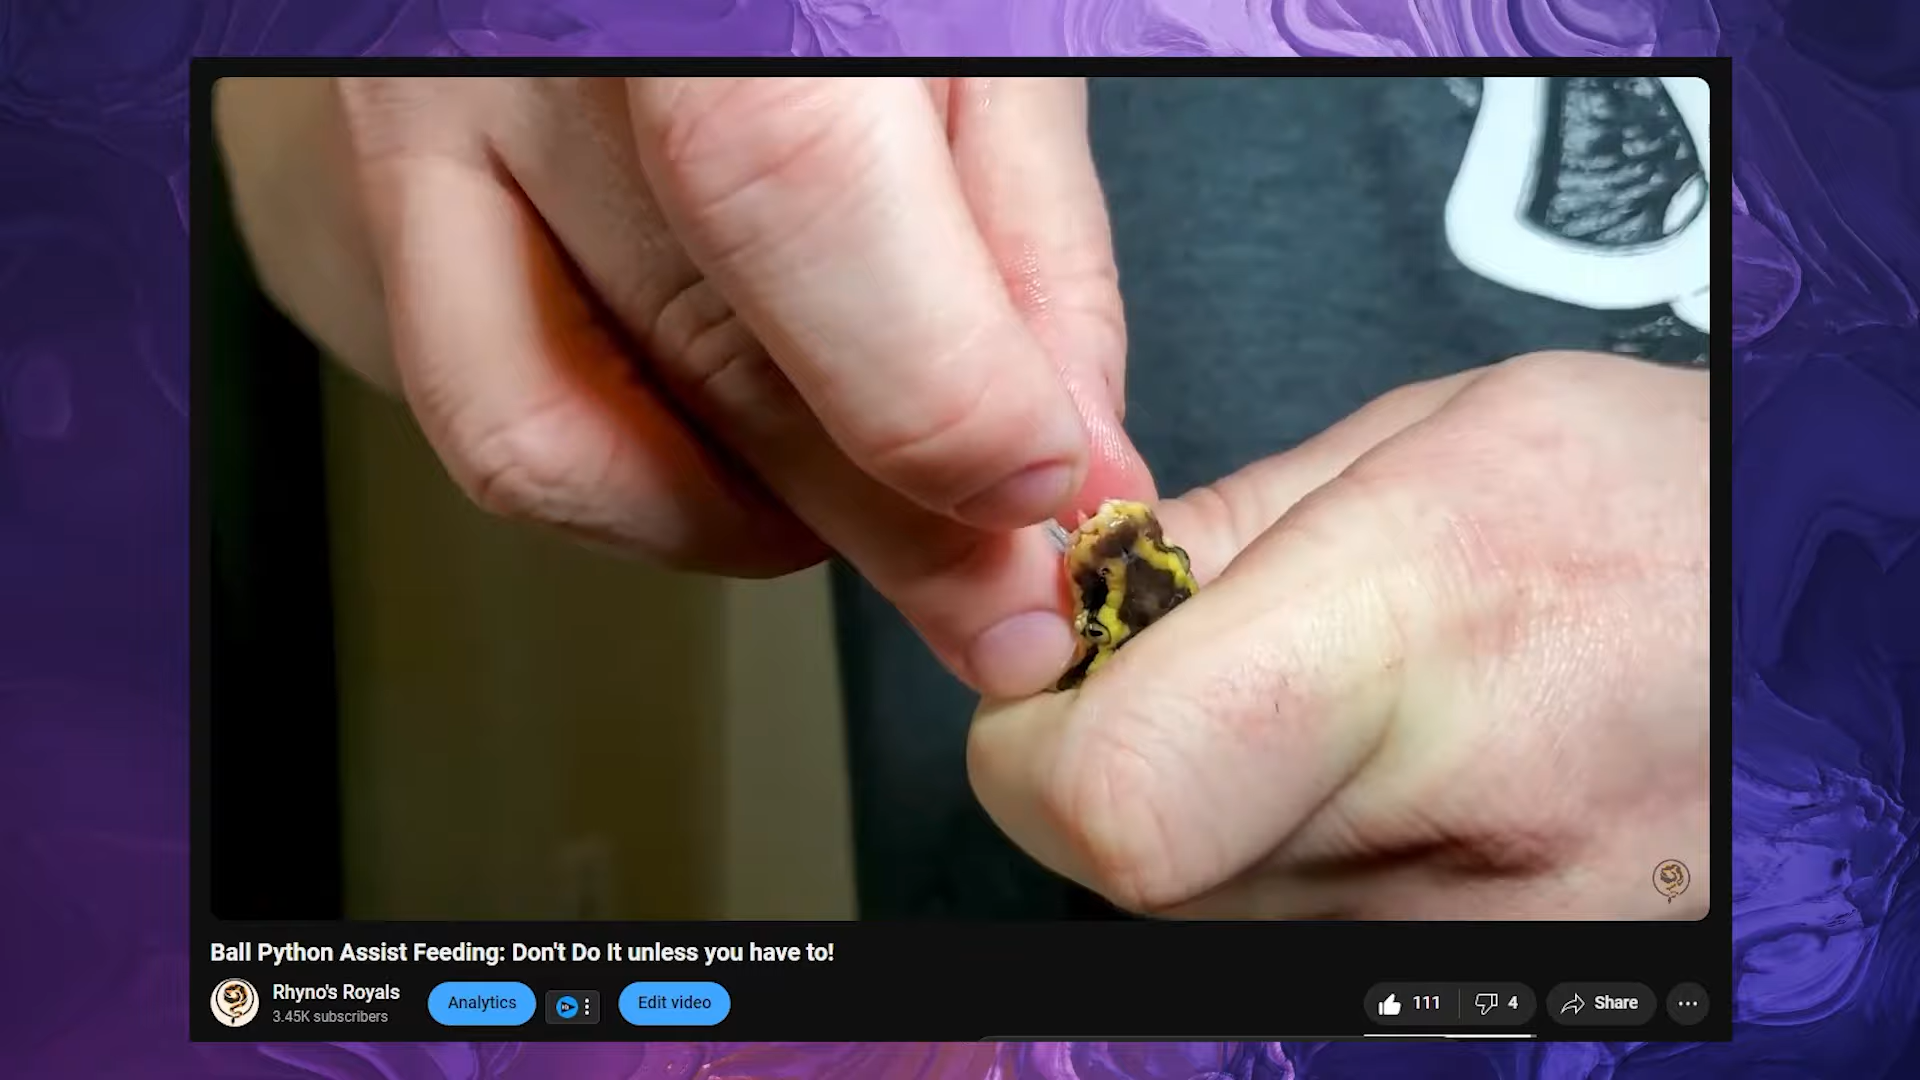 Ball Python Assist Feeding: Don't Do It unless you have to!
Rhyno's Royals
3.45K subscribers
Analytics
Edit video
111
4
Share